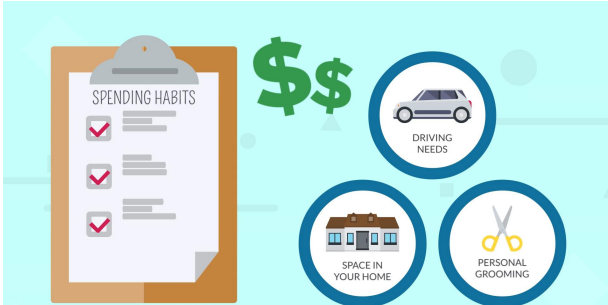 SPENDING HABITS
$$
DRIVING
NEEDS
SPACE IN
YOUR HOME
PERSONAL
GROOMING